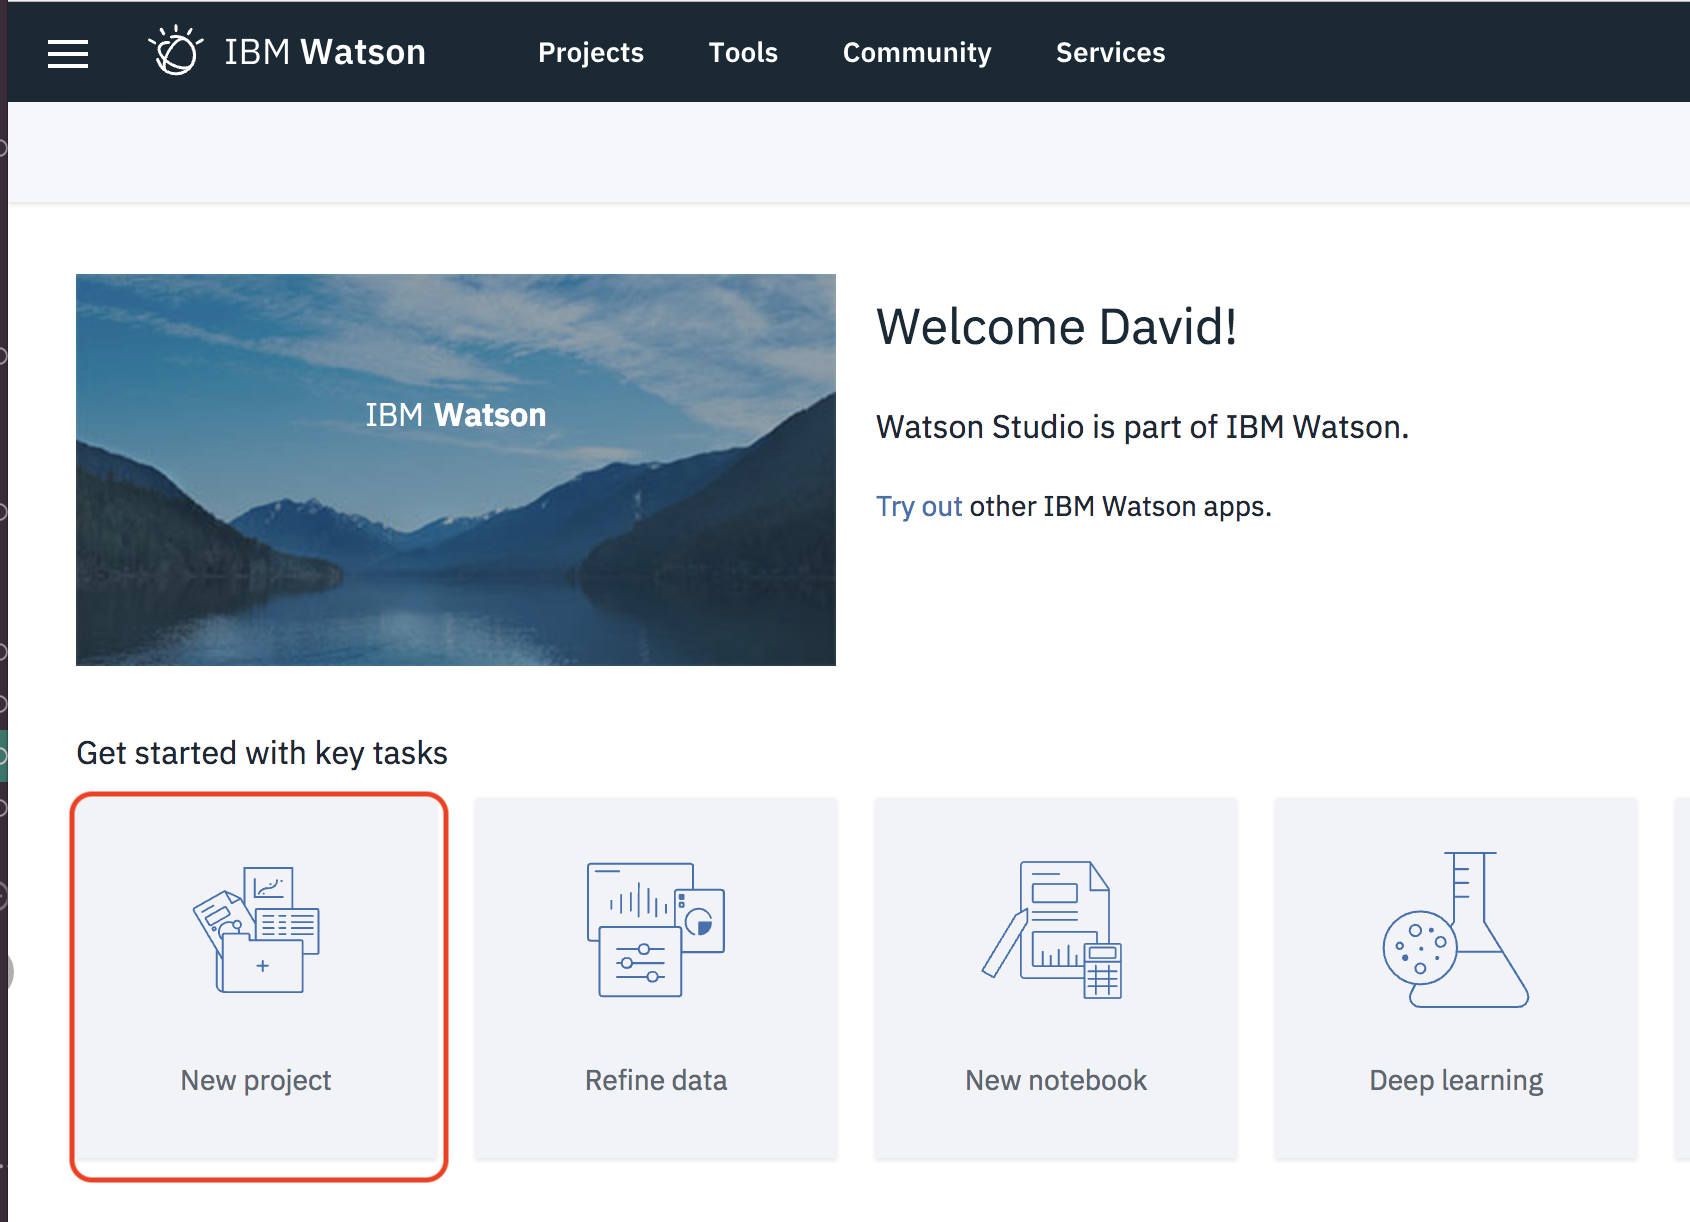 IBM Watson Projects Tools Community Services
IBM Watson
Welcome David!
Watson Studio is part of IBM Watson.
Try out other IBM Watson apps.
Get started with key tasks
New project
Refine data
New notebook
Deep learning